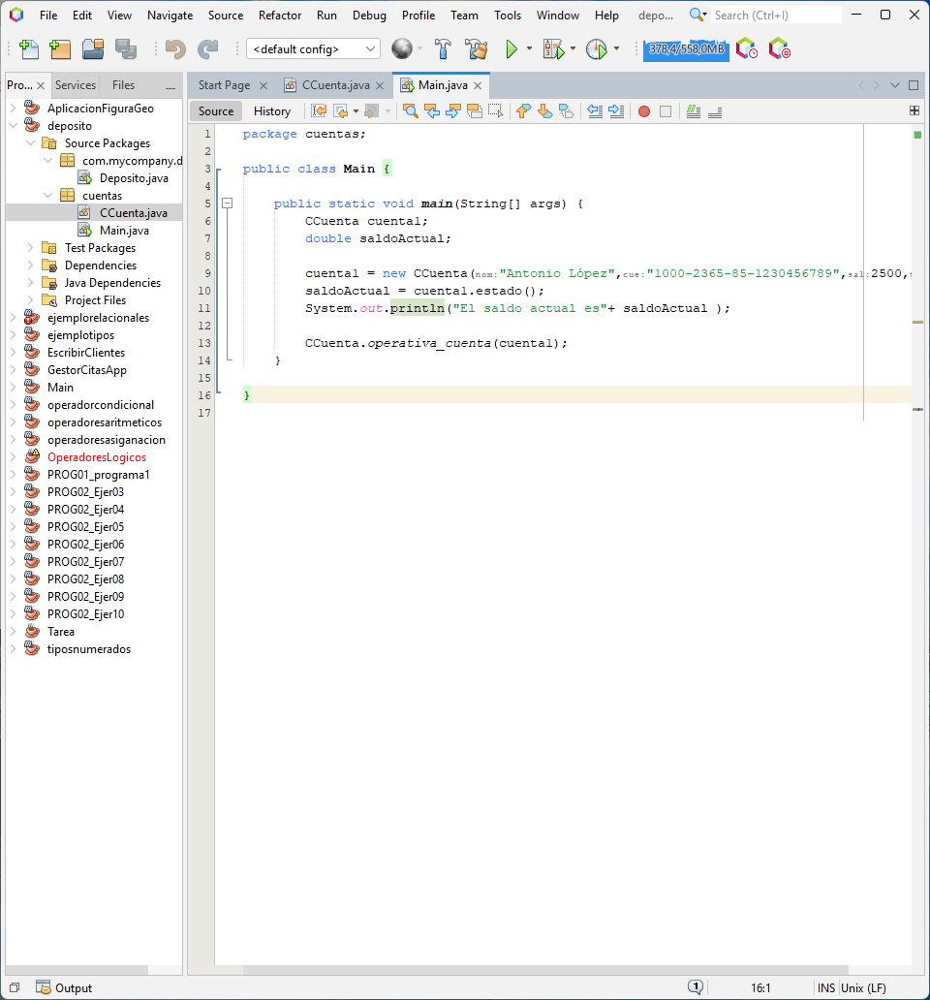 File Edit View Navigate Source Refactor Run Debug Profile Team Tools Window Help depo... Search (Ctrl+I)
<default config> 378,4/558,0MB
Pro... Services Files
Start Page CCuenta.java Main.java
Source History
AplicacionFiguraGeo
deposito
Source Packages
com.mycompany.d
Deposito.java
cuentas
CCuenta.java
Main.java
Test Packages
Dependencies
Java Dependencies
Project Files
ejemplorelacionales
ejemplotipos
EscribirClientes
GestorCitasApp
Main
operadorcondicional
operadoresaritmeticos
operadoresasiganacion
OperadoresLogicos
PROG01_programa1
PROG02_Ejer03
PROG02_Ejer04
PROG02_Ejer05
PROG02_Ejer06
PROG02_Ejer07
PROG02_Ejer08
PROG02_Ejer09
PROG02_Ejer10
Tarea
tiposnumerados
1 package cuentas;
2
3 public class Main {
4
5 public static void main(String[] args) {
6 CCuenta cuental;
7 double saldoActual;
8
9 cuental = new CCuenta(nom:"Antonio López",cue:"1000-2365-85-1230456789",sal:2500,
10 saldoActual = cuental.estado();
11 System.out.println("El saldo actual es"+ saldoActual );
12
13 CCuenta.operativa_cuenta(cuental);
14 }
15
16 }
17
Output 1 16:1 INS Unix (LF)